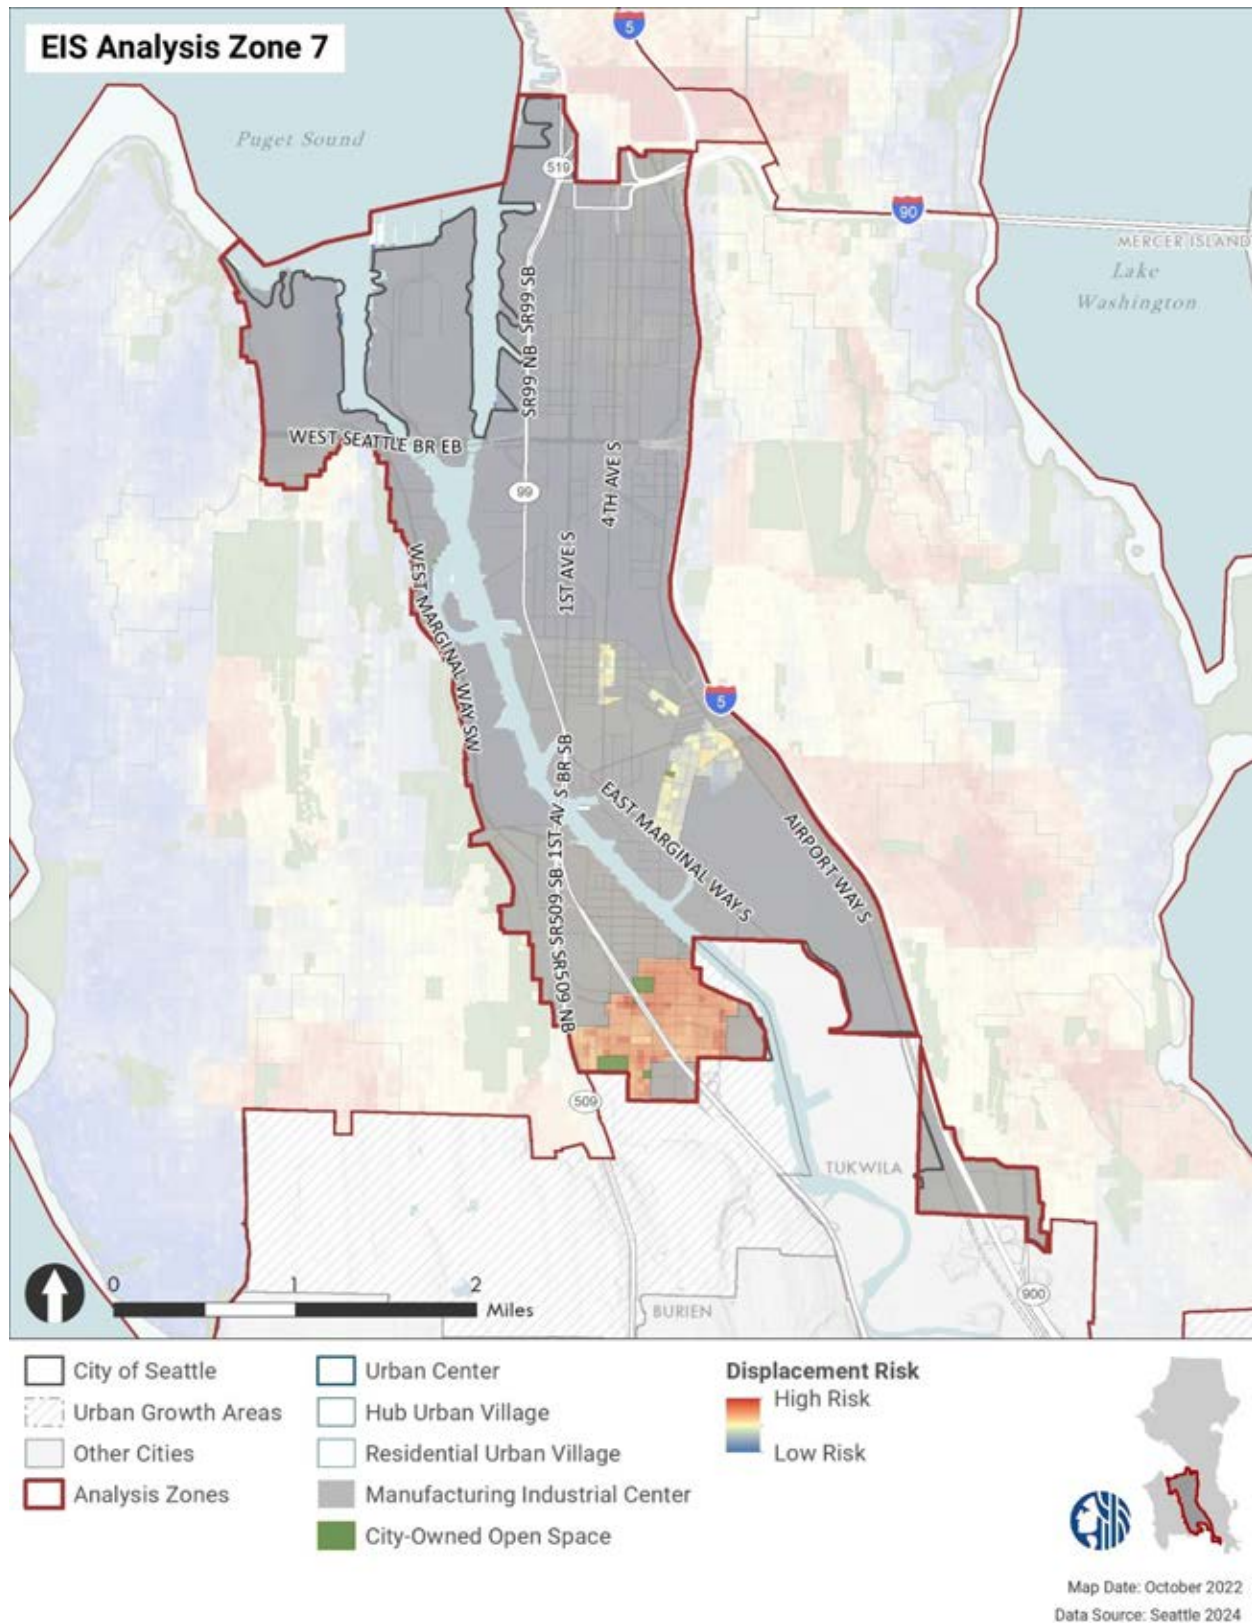 EIS Analysis Zone 7
5
Puget Sound
519
90
MERCER ISLAND
Lake
Washington
SR99 NB SR99 SB
WEST SEATTLE BR EB
4TH AVE S
99
1ST AVE S
WEST MARGINAL WAY SW
5
1ST AV S BR SB
EAST MARGINAL WAY S
AIRPORT WAY S
SR509 NB SR509 SB
509
TUKWILA
900
BURIEN
0 1 2
Miles
City of Seattle
Urban Growth Areas
Other Cities
Analysis Zones
Urban Center
Hub Urban Village
Residential Urban Village
Manufacturing Industrial Center
City-Owned Open Space
Displacement Risk
High Risk
Low Risk
Map Date: October 2022
Data Source: Seattle 2024